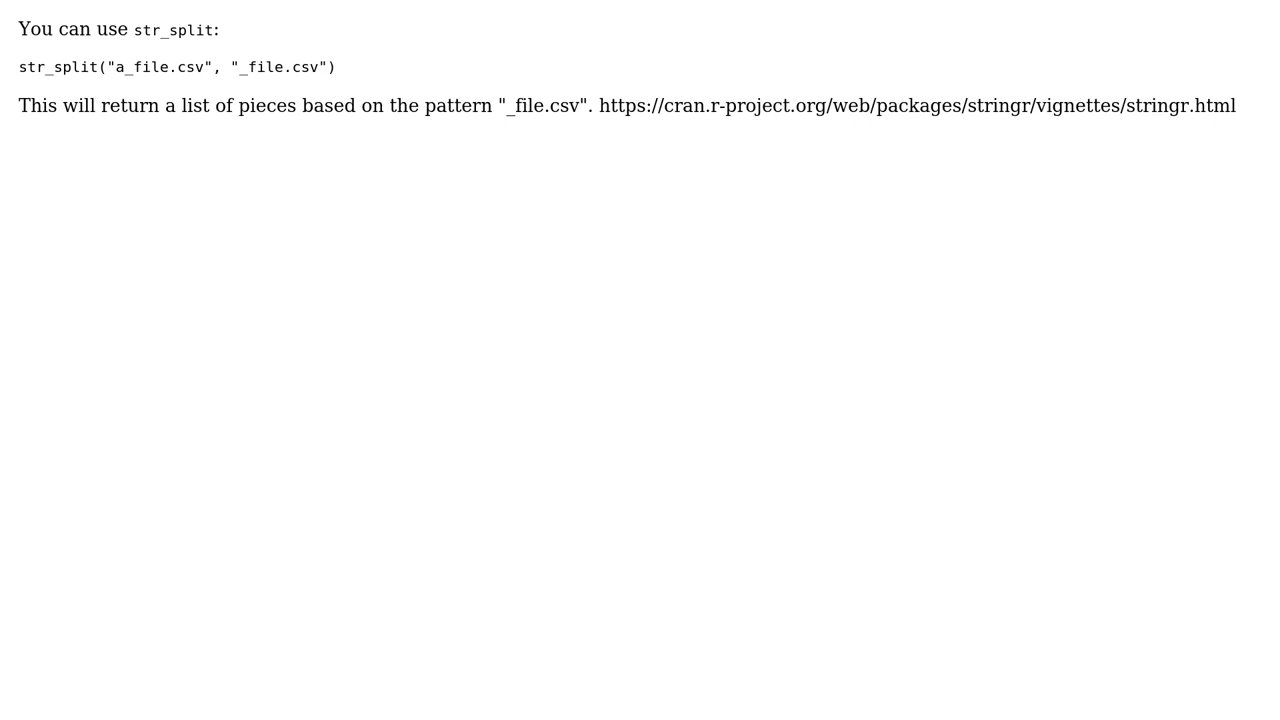 You can use str_split:
str_split("a_file.csv", "_file.csv")
This will return a list of pieces based on the pattern "_file.csv". https://cran.r-project.org/web/packages/stringr/vignettes/stringr.html